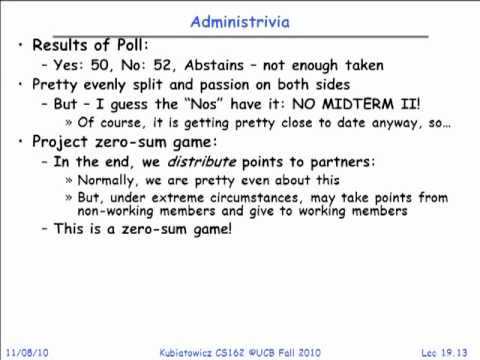 Administrivia
• Results of Poll:
– Yes: 50, No: 52, Abstains – not enough taken
• Pretty evenly split and passion on both sides
– But – I guess the “Nos” have it: NO MIDTERM II!
» Of course, it is getting pretty close to date anyway, so…
• Project zero-sum game:
– In the end, we distribute points to partners:
» Normally, we are pretty even about this
» But, under extreme circumstances, may take points from
non-working members and give to working members
– This is a zero-sum game!
11/08/10 Kubiatowicz CS162 ©UCB Fall 2010 Lec 19.13